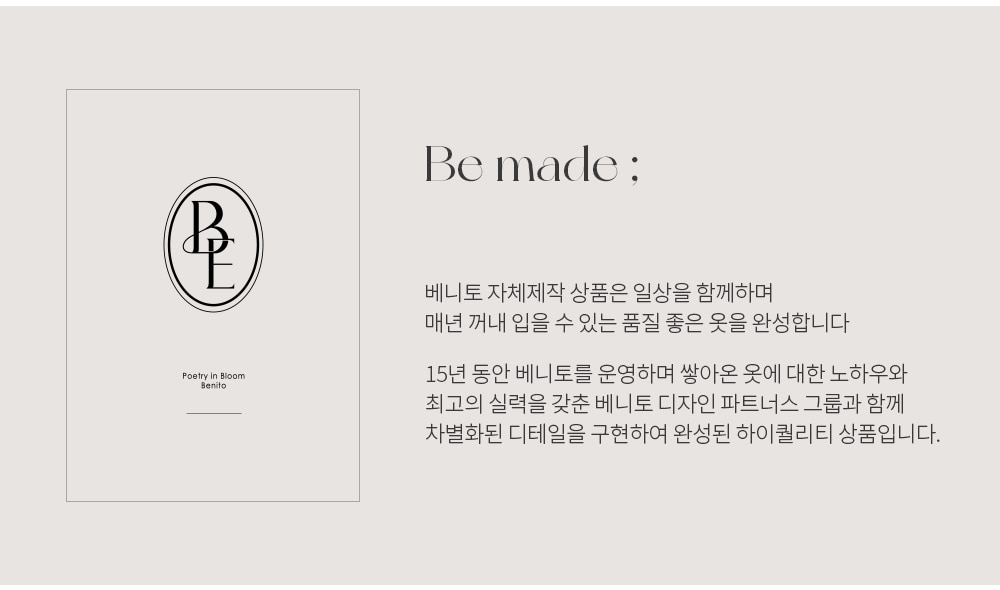 BE
Poetry in Bloom
Benito
Be made ;
베니토 자체제작 상품은 일상을 함께하며
매년 꺼내 입을 수 있는 품질 좋은 옷을 완성합니다
15년 동안 베니토를 운영하며 쌓아온 옷에 대한 노하우와
최고의 실력을 갖춘 베니토 디자인 파트너스 그룹과 함께
차별화된 디테일을 구현하여 완성된 하이퀄리티 상품입니다.